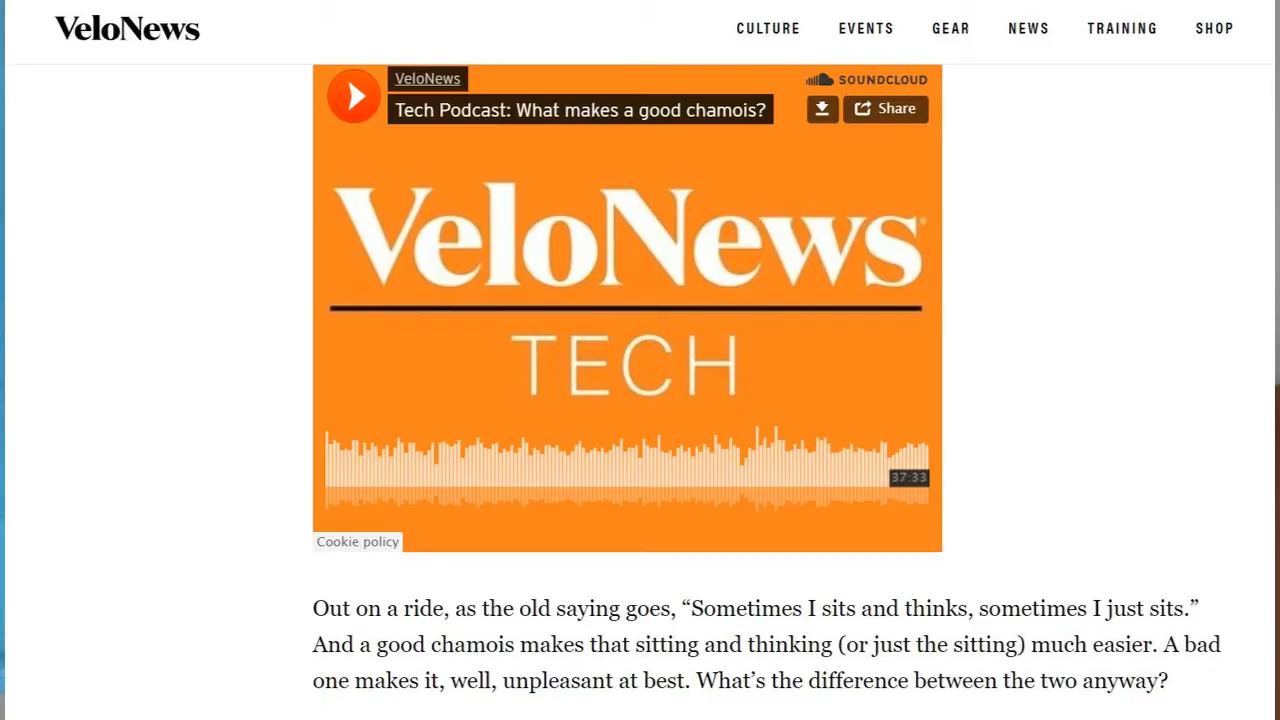 VeloNews
CULTURE EVENTS GEAR NEWS TRAINING SHOP
VeloNews
SOUNDCLOUD
Tech Podcast: What makes a good chamois?
Share
VeloNews®
TECH
37:33
Cookie policy
Out on a ride, as the old saying goes, “Sometimes I sits and thinks, sometimes I just sits.”
And a good chamois makes that sitting and thinking (or just the sitting) much easier. A bad
one makes it, well, unpleasant at best. What’s the difference between the two anyway?